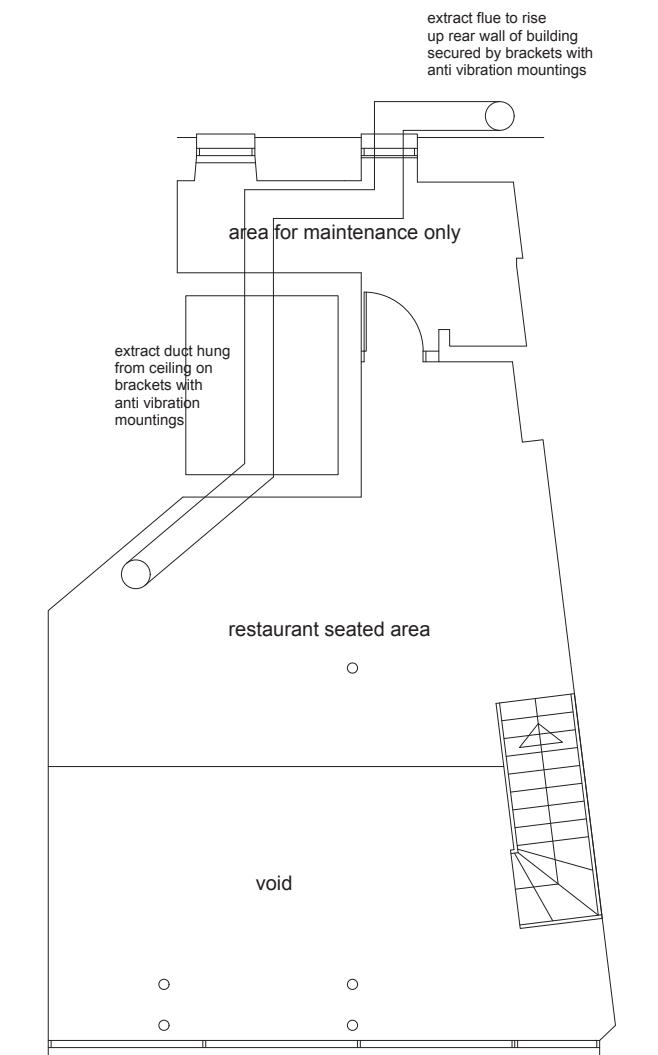 extract flue to rise
up rear wall of building
secured by brackets with
anti vibration mountings
area for maintenance only
extract duct hung
from ceiling on
brackets with
anti vibration
mountings
restaurant seated area
void